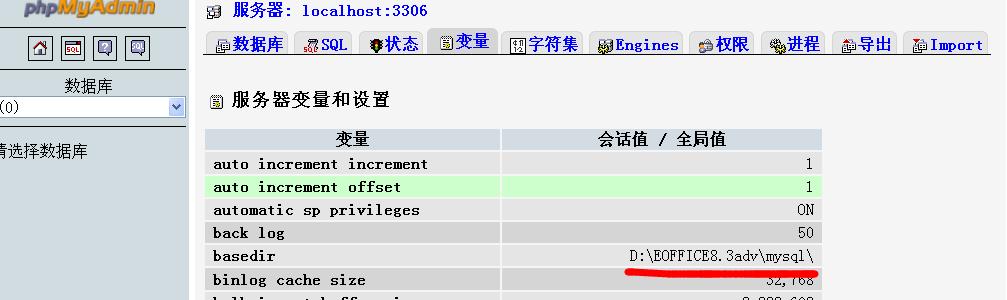 phpMyAdmin
SQL
数据库
(0)
请选择数据库
服务器: localhost:3306
数据库 SQL 状态 变量 字符集 Engines 权限 进程 导出 Import
服务器变量和设置
变量 会话值 / 全局值
auto increment increment 1
auto increment offset 1
automatic sp privileges ON
back log 50
basedir D:\EOFFICE8.3adv\mysql\
binlog cache size 32,768